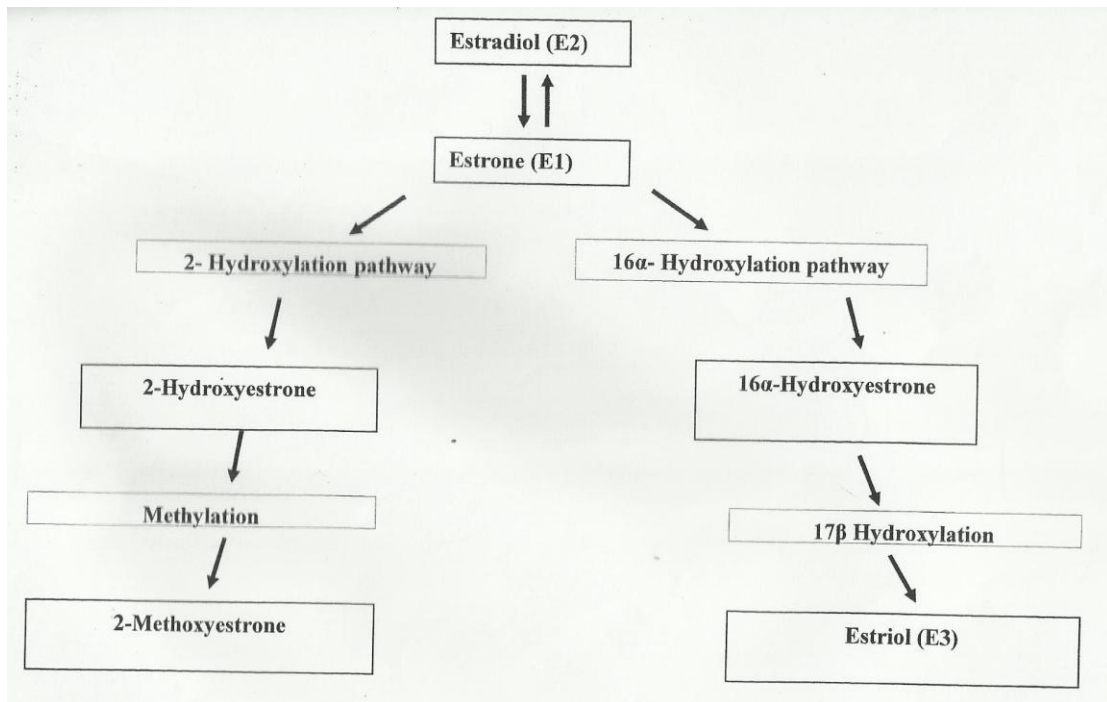 Estradiol (E2)
Estrone (E1)
2- Hydroxylation pathway
16α- Hydroxylation pathway
2-Hydroxyestrone
16α-Hydroxyestrone
Methylation
17β Hydroxylation
2-Methoxyestrone
Estriol (E3)